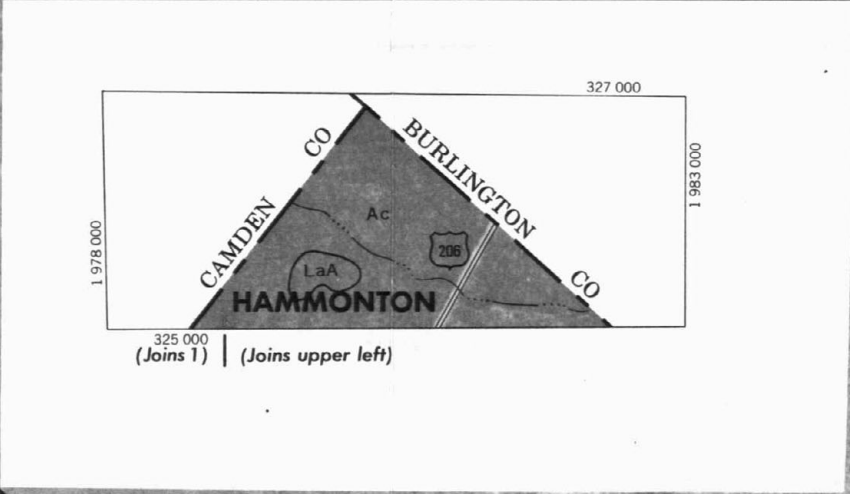 327 000
CAMDEN CO
BURLINGTON CO
1 983 000
1 978 000
Ac
206
LaA
HAMMONTON
325 000
(Joins 1) | (Joins upper left)